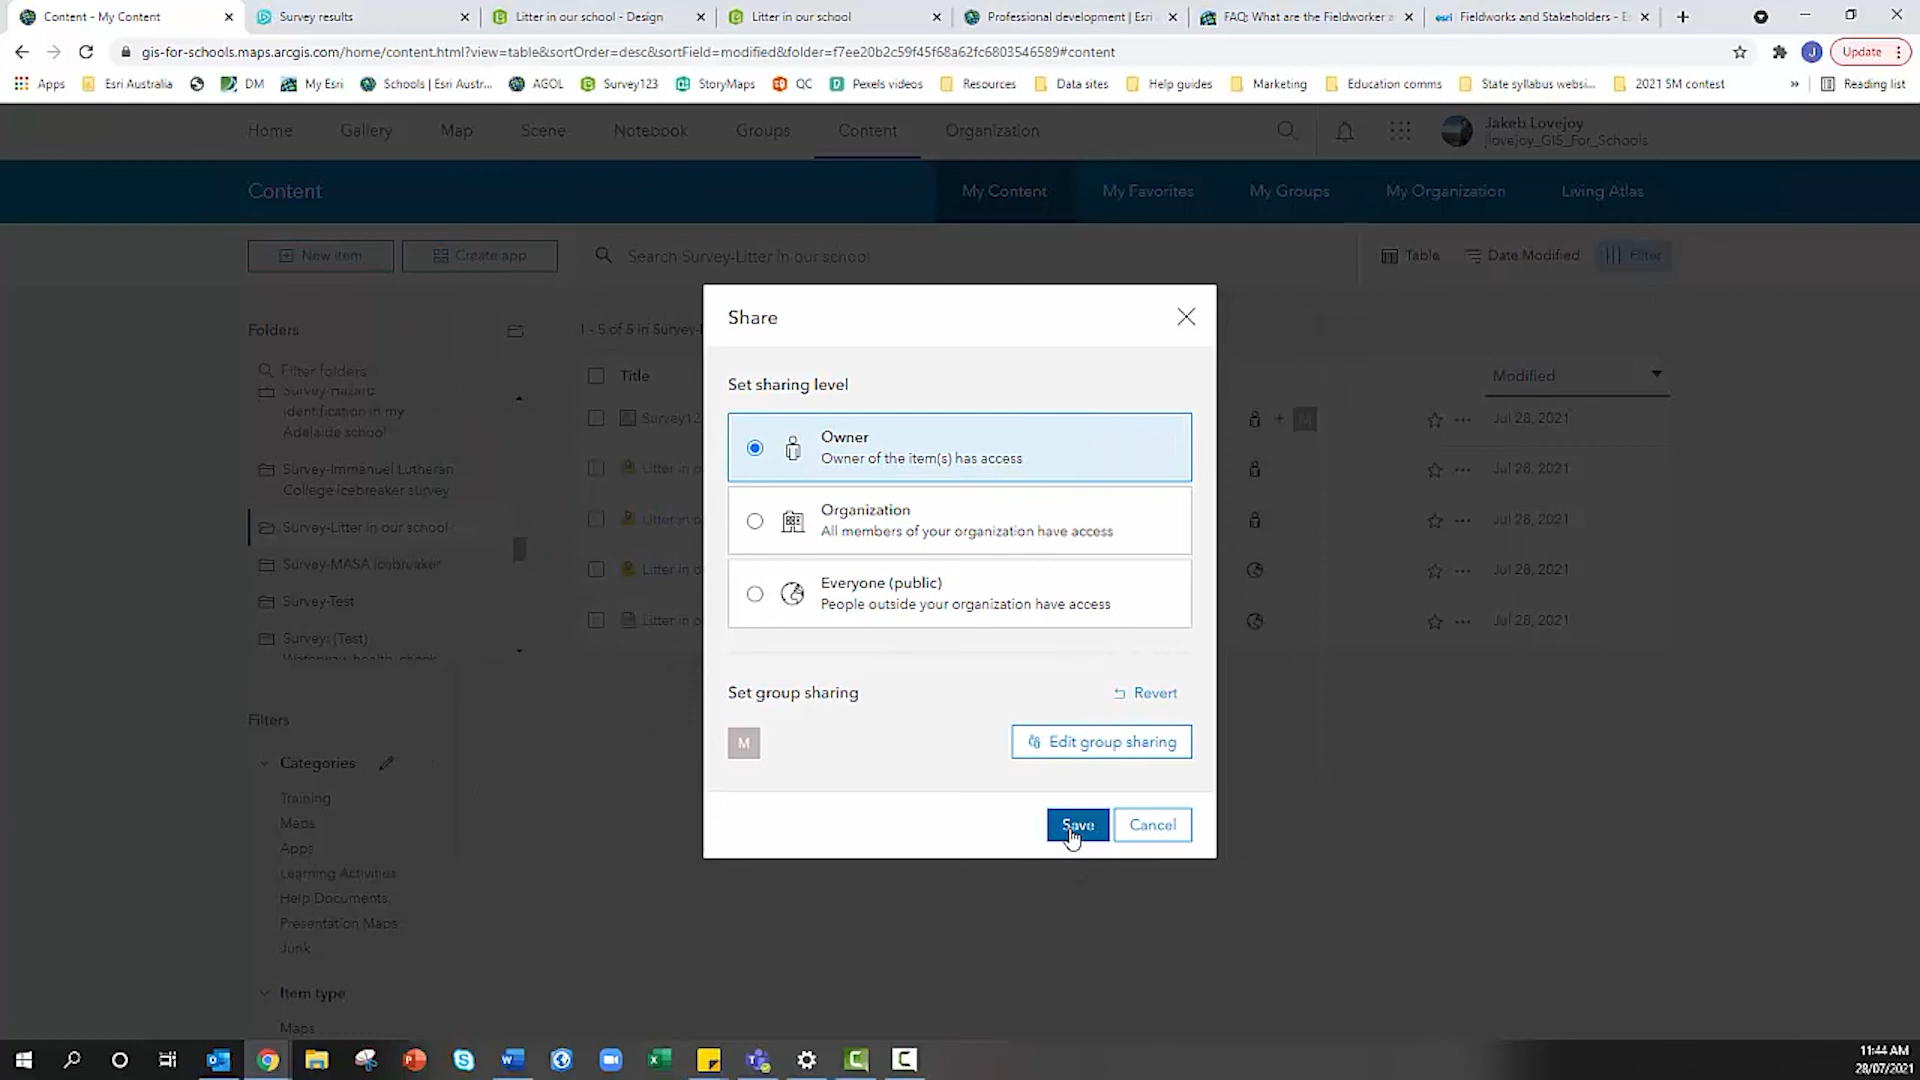 Content - My Content
Survey results
Litter in our school - Design
Litter in our school
Professional development | Esri
FAQ: What are the Fieldworker
Fieldworks and Stakeholders - E
gis-for-schools.maps.arcgis.com/home/content.html?view=table&sortOrder=desc&sortField=modified&folder=f7ee20b2c59f45f68a62fc6803546589#content
J
Update
Apps
Esri Australia
DM
My Esri
Schools | Esri Austr...
AGOL
Survey123
StoryMaps
QC
Pexels videos
Resources
Data sites
Help guides
Marketing
Education comms
State syllabus websi...
2021 SM contest
»
Reading list
Home
Gallery
Map
Scene
Notebook
Groups
Content
Organization
Jakeb Lovejoy
jlovejoy_GIS_For_Schools
Content
My Content
My Favorites
My Groups
My Organization
Living Atlas
New item
Create app
Search Survey-Litter in our school
Table
Date Modified
Filter
Folders
1 - 5 of 5 in Survey-
Filter folders
Survey-Hazard
identification in my
Adelaide school
Survey-Immanuel Lutheran
College icebreaker survey
Survey-Litter in our school
Survey-MASA icebreaker
Survey-Test
Survey: (Test)
Waterway health check
Title
Modified
Survey12
M
Jul 28, 2021
Litter in o
Jul 28, 2021
Litter in o
Jul 28, 2021
Litter in o
Jul 28, 2021
Litter in o
Jul 28, 2021
Share
Set sharing level
Owner
Owner of the item(s) has access
Organization
All members of your organization have access
Everyone (public)
People outside your organization have access
Set group sharing
Revert
M
Edit group sharing
Save
Cancel
Filters
Categories
Training
Maps
Apps
Learning Activities
Help Documents
Presentation Maps
Junk
Item type
Maps
11:44 AM
28/07/2021